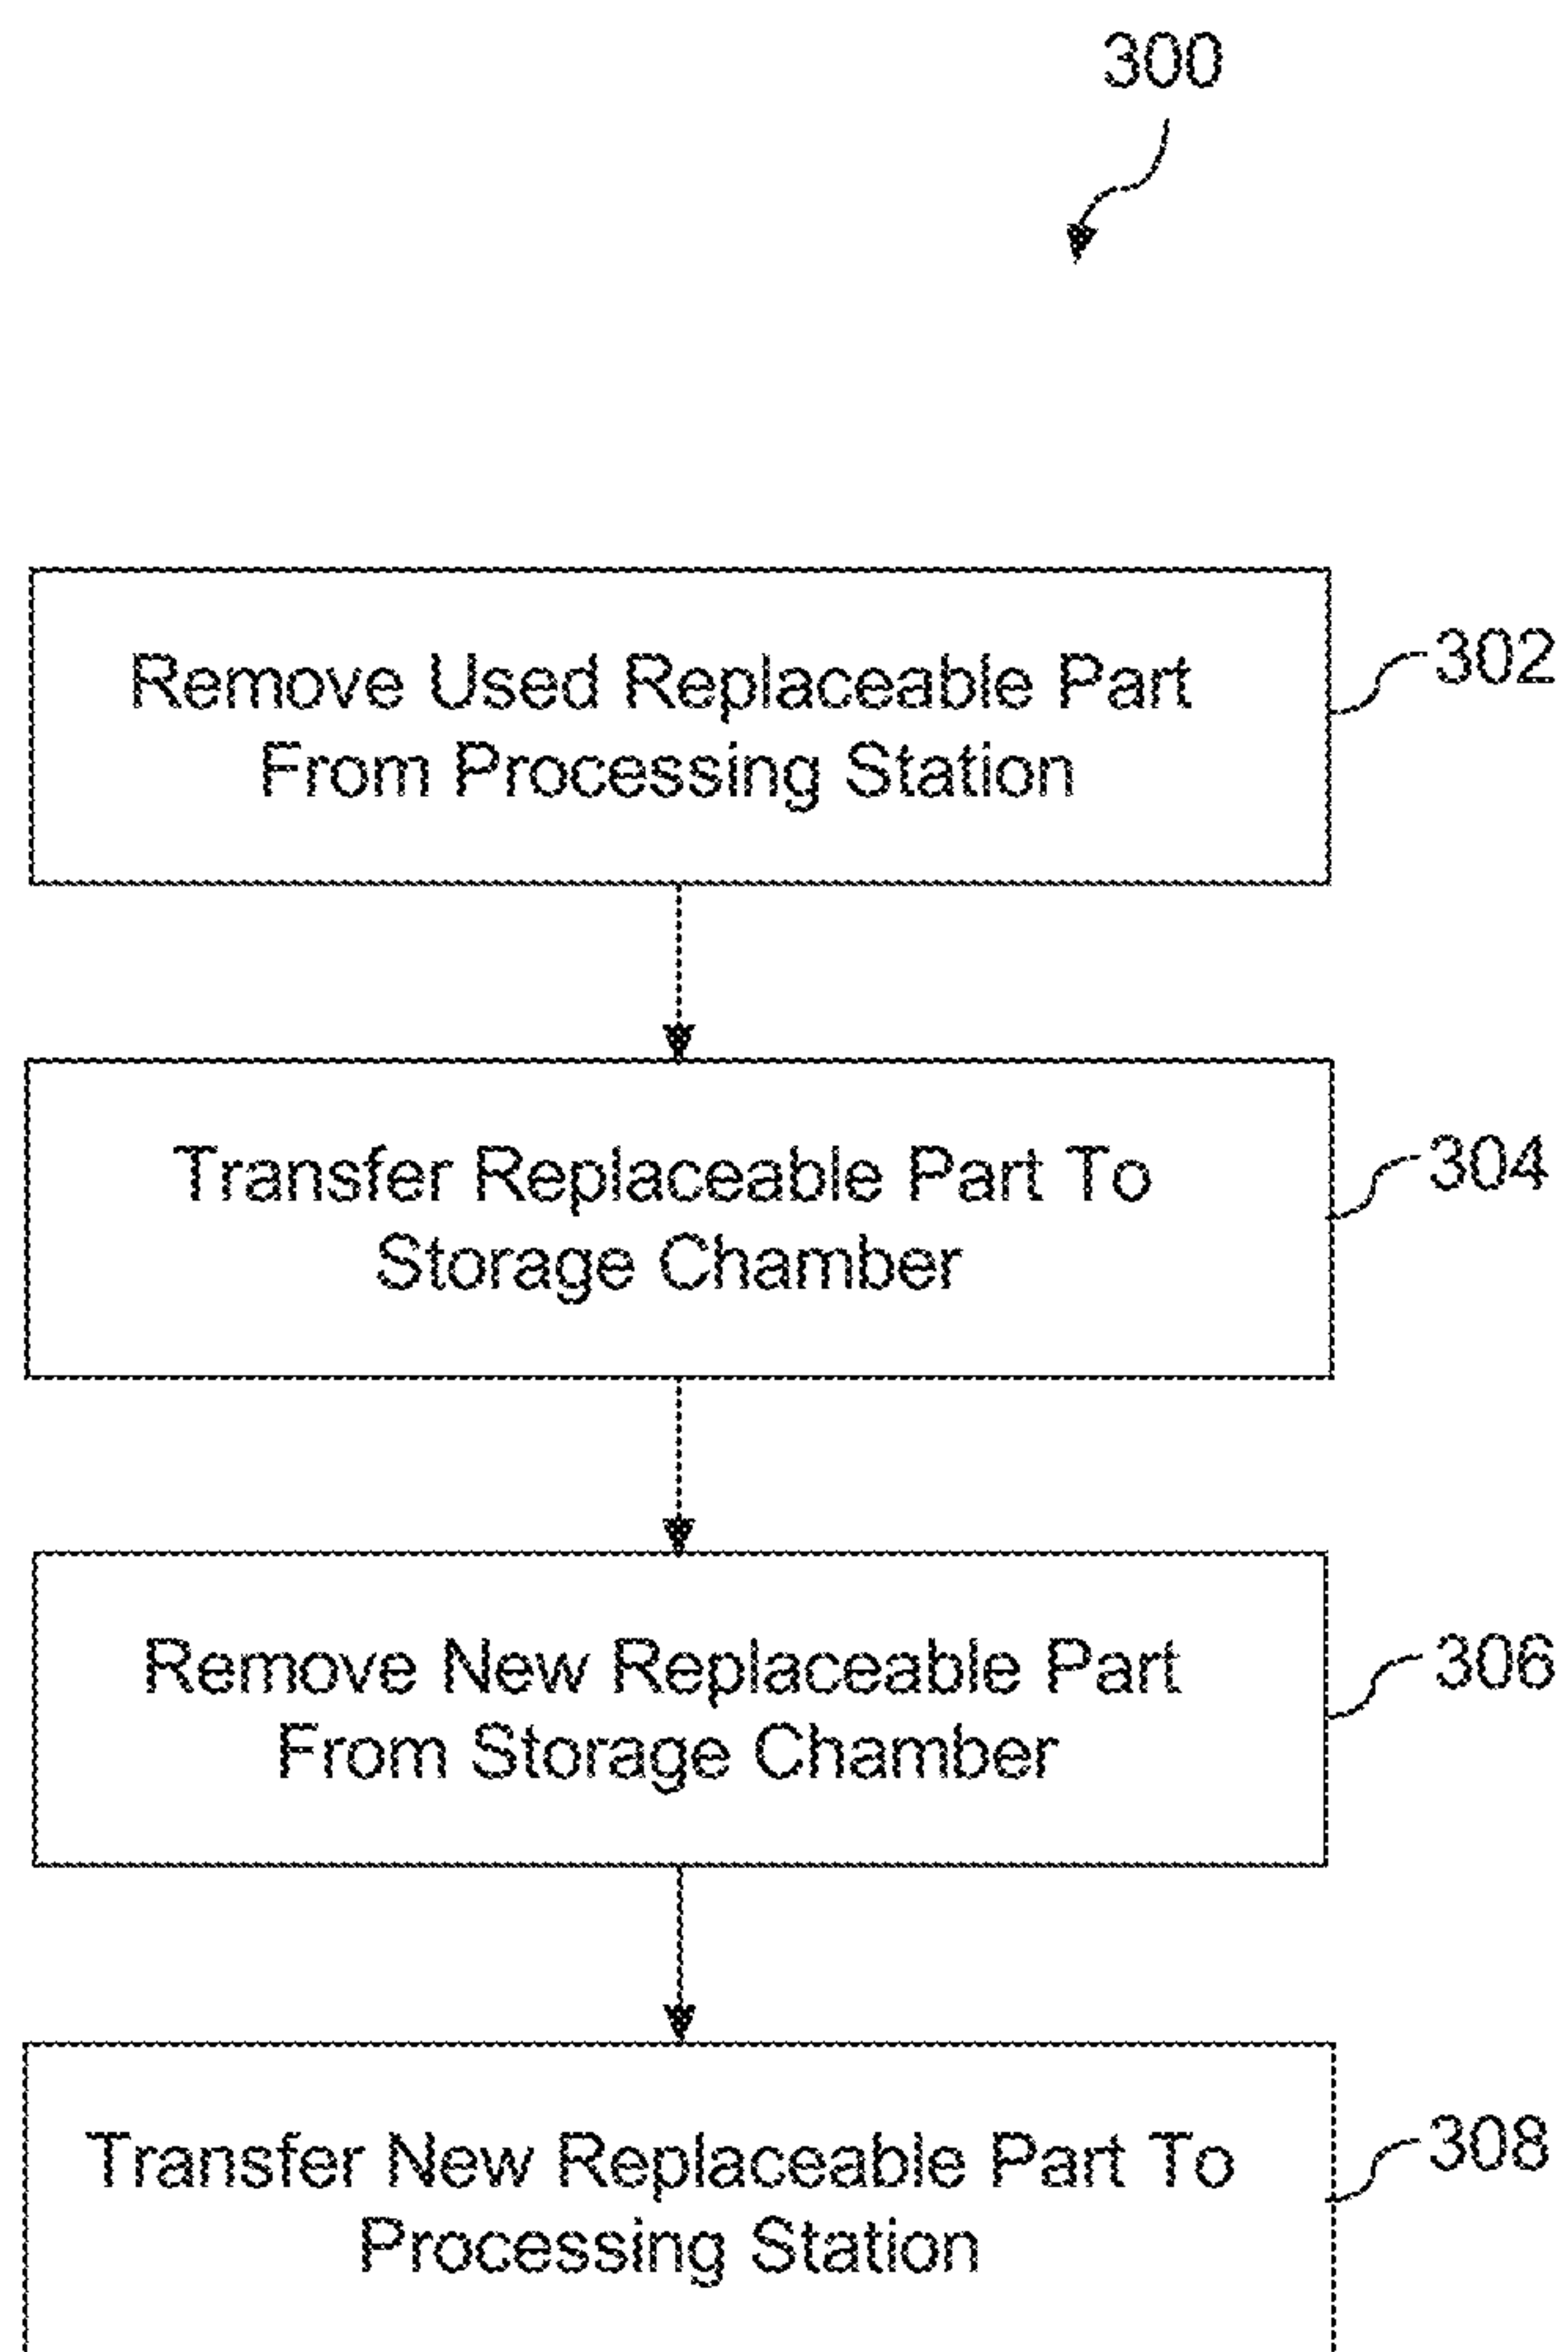 300
Remove Used Replaceable Part
From Processing Station
302
Transfer Replaceable Part To
Storage Chamber
304
Remove New Replaceable Part
From Storage Chamber
306
Transfer New Replaceable Part To
Processing Station
308